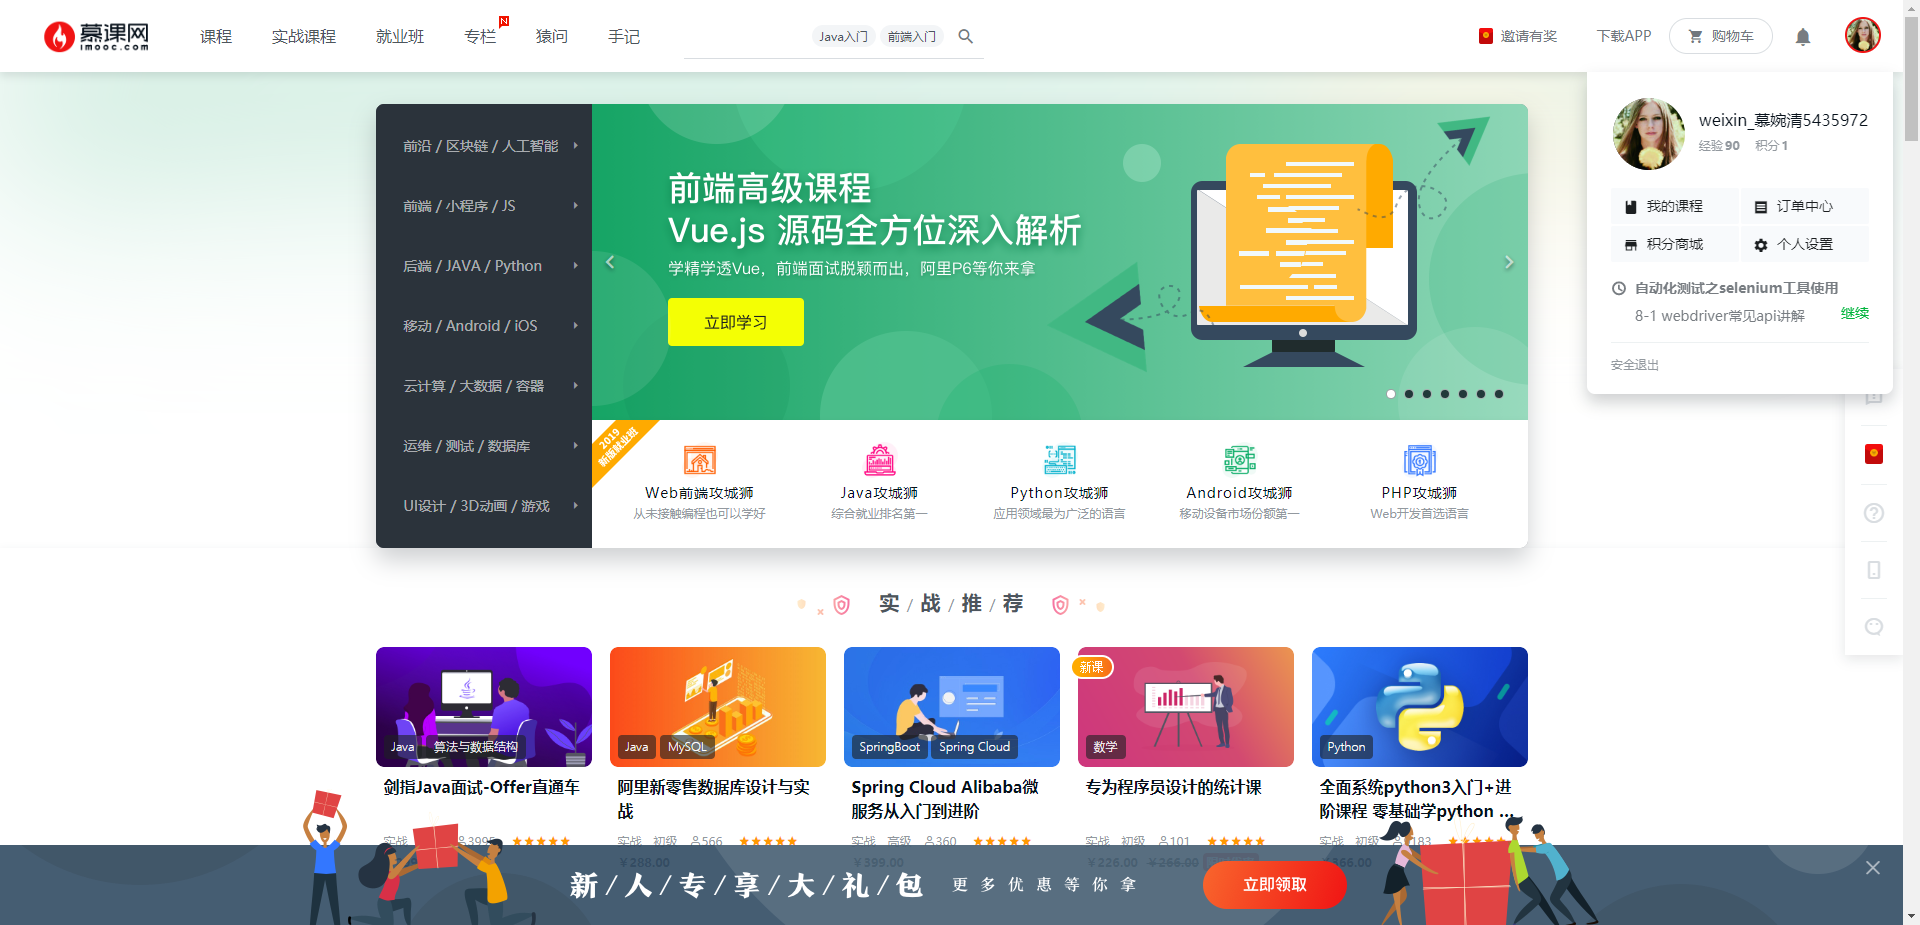 慕课网
imooc.com
课程
实战课程
就业班
专栏
N
猿问
手记
Java入门
前端入门
邀请有奖
下载APP
购物车
weixin_慕婉清5435972
经验90 积分1
我的课程
订单中心
积分商城
个人设置
自动化测试之selenium工具使用
8-1 webdriver常见api讲解
继续
安全退出
前沿 / 区块链 / 人工智能
前端 / 小程序 / JS
后端 / JAVA / Python
移动 / Android / iOS
云计算 / 大数据 / 容器
运维 / 测试 / 数据库
UI设计 / 3D动画 / 游戏
前端高级课程
Vue.js 源码全方位深入解析
学精学透Vue，前端面试脱颖而出，阿里P6等你来拿
立即学习
2019
新版就业班
Web前端攻城狮
从未接触编程也可以学好
Java攻城狮
综合就业排名第一
Python攻城狮
应用领域最为广泛的语言
Android攻城狮
移动设备市场份额第一
PHP攻城狮
Web开发首选语言
实 / 战 / 推 / 荐
Java
算法与数据结构
剑指Java面试-Offer直通车
实战
Java
MySQL
阿里新零售数据库设计与实
战
实战 初级 566
￥288.00
SpringBoot
Spring Cloud
Spring Cloud Alibaba微
服务从入门到进阶
实战 高级 360
￥399.00
新课
数学
专为程序员设计的统计课
实战 初级 101
￥226.00 ￥266.00
Python
全面系统python3入门+进
阶课程 零基础学python ...
实战 初级
新 / 人 / 专 / 享 / 大 / 礼 / 包
更多优惠等你拿
立即领取